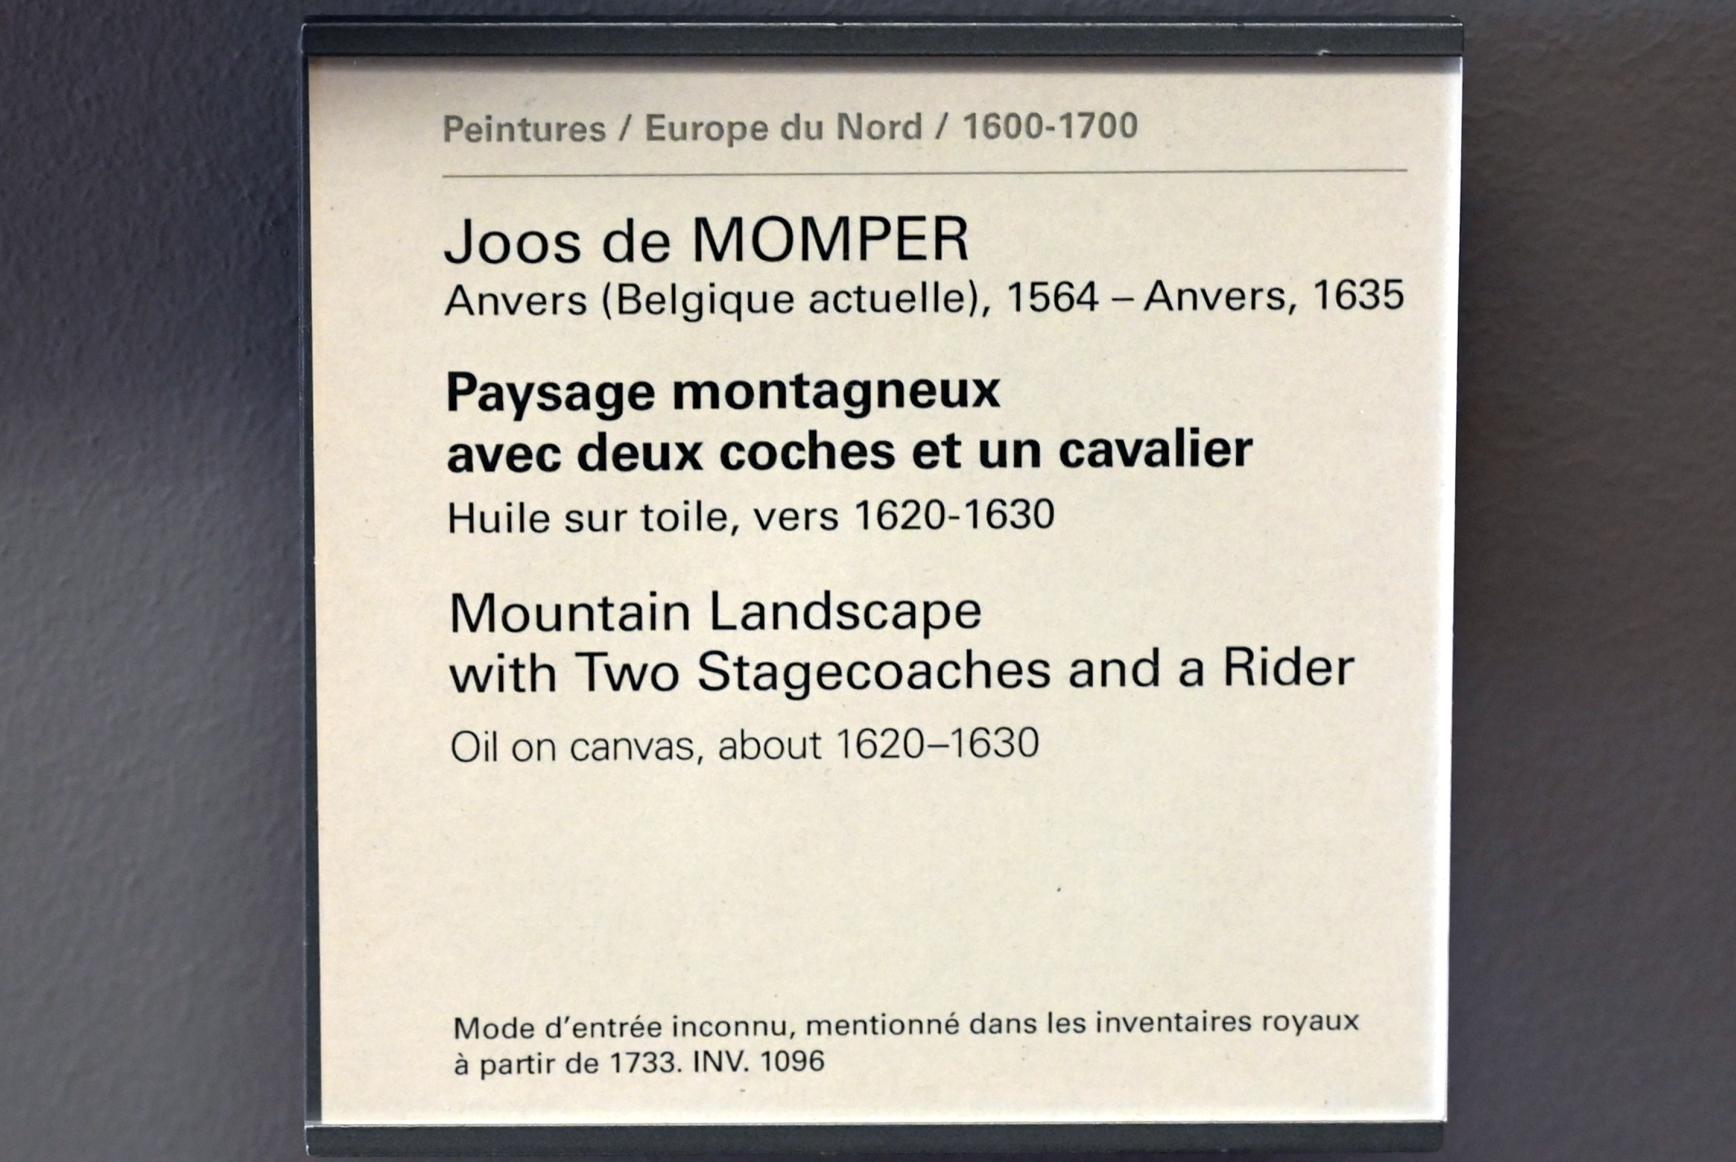 Peintures / Europe du Nord / 1600-1700
Joos de MOMPER
Anvers (Belgique actuelle), 1564 – Anvers, 1635
Paysage montagneux
avec deux coches et un cavalier
Huile sur toile, vers 1620-1630
Mountain Landscape
with Two Stagecoaches and a Rider
Oil on canvas, about 1620–1630
Mode d’entrée inconnu, mentionné dans les inventaires royaux
à partir de 1733. INV. 1096